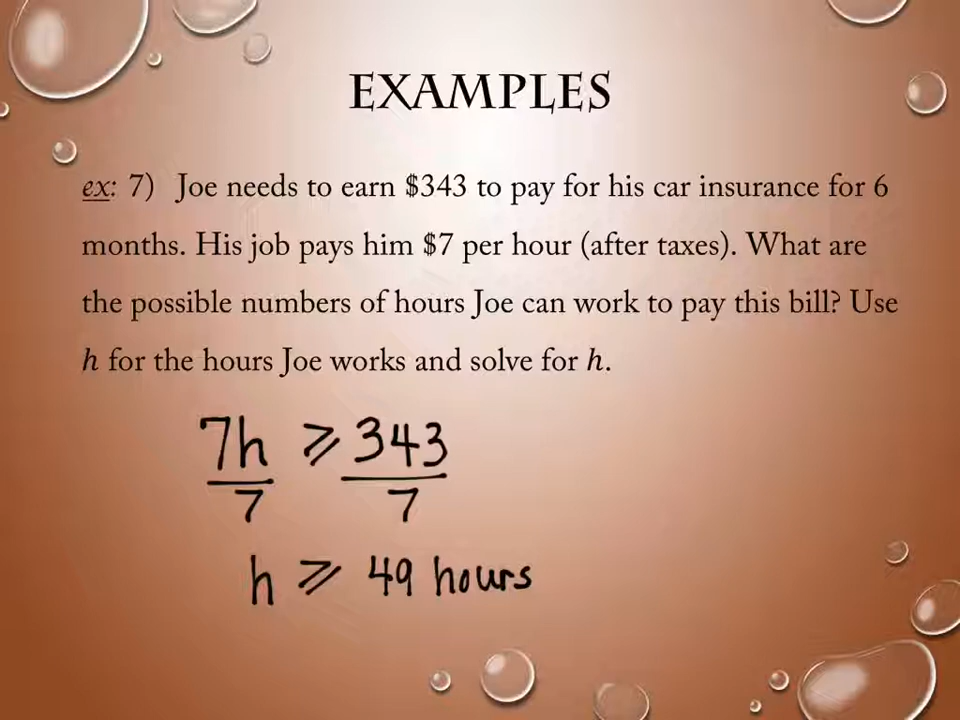 EXAMPLES
ex: 7) Joe needs to earn $343 to pay for his car insurance for 6
months. His job pays him $7 per hour (after taxes). What are
the possible numbers of hours Joe can work to pay this bill? Use
h for the hours Joe works and solve for h.
7h ≥ 343
7 7
h ≥ 49 hours